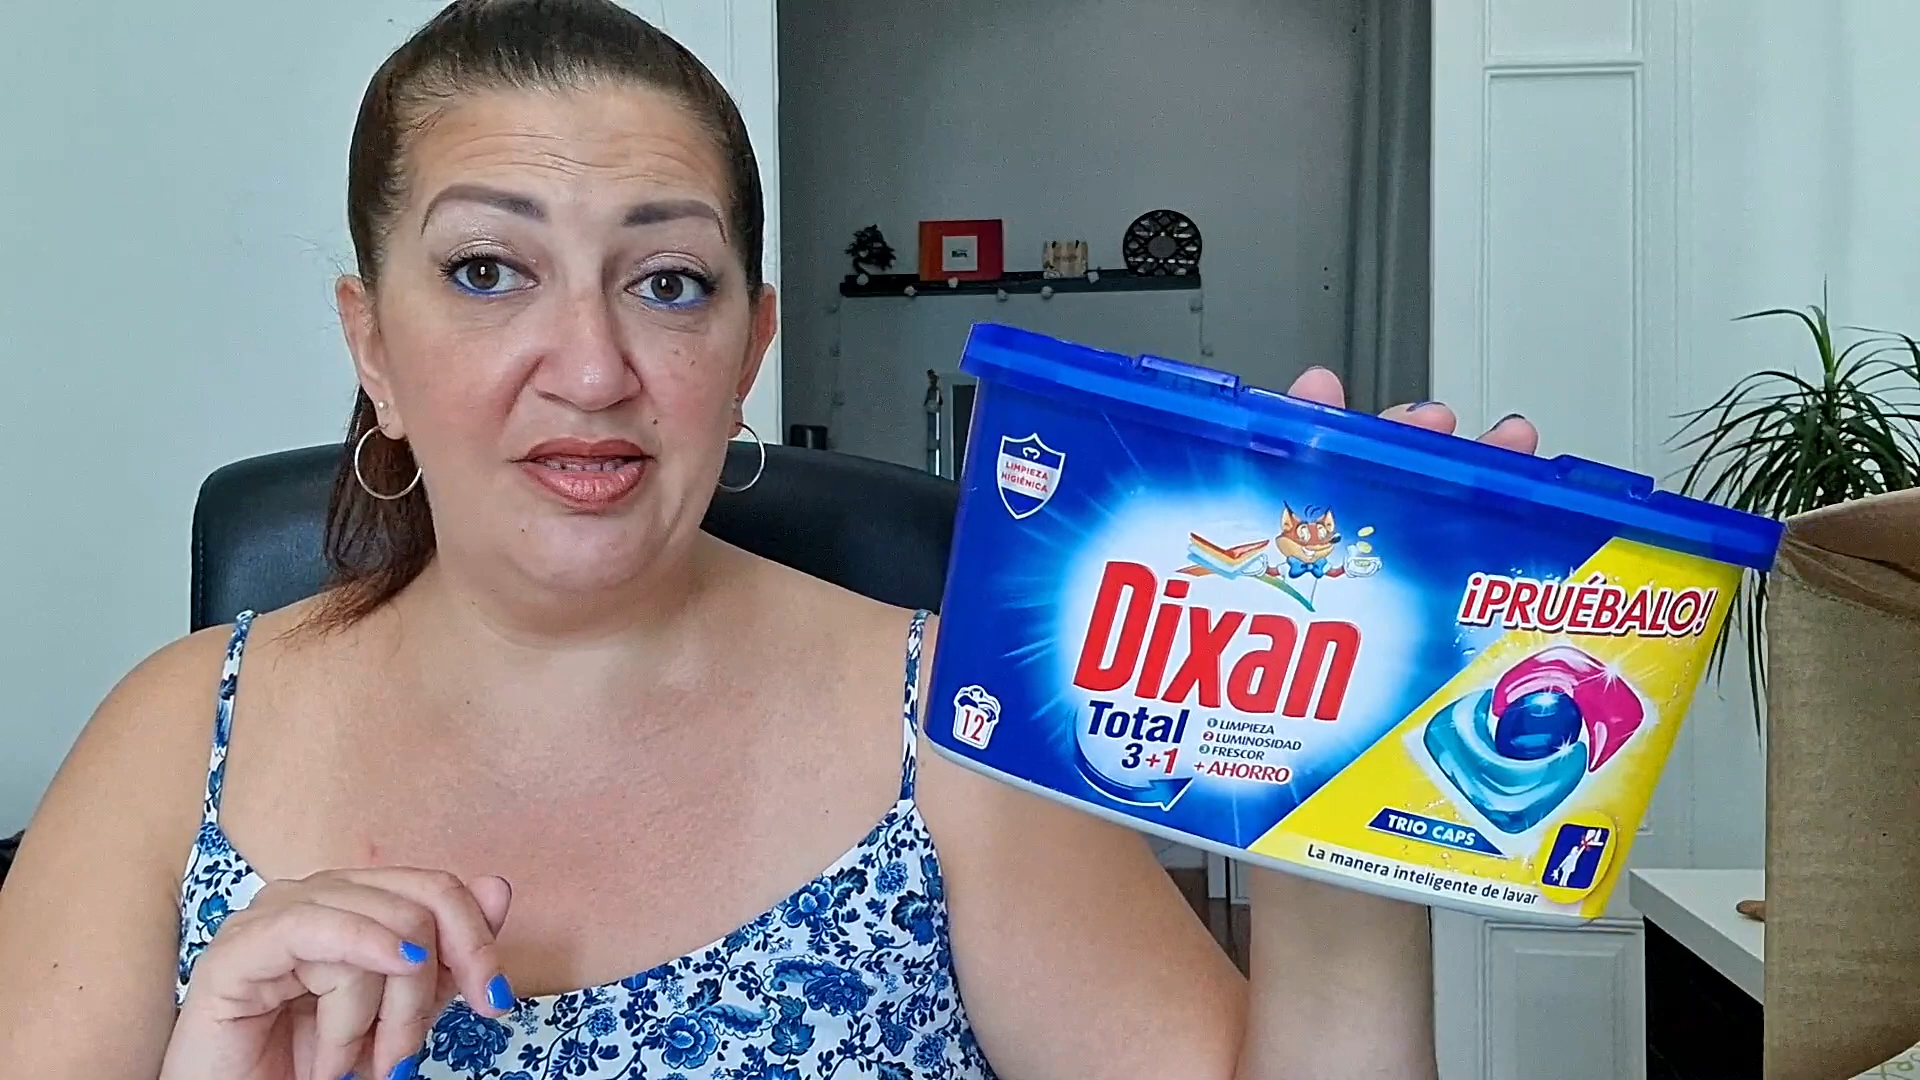 LIMPIEZA
HIGIÉNICA
Dixan
Total
3+1
1 LIMPIEZA
2 LUMINOSIDAD
3 FRESCOR
+ AHORRO
12
¡PRUÉBALO!
TRIO CAPS
La manera inteligente de lavar